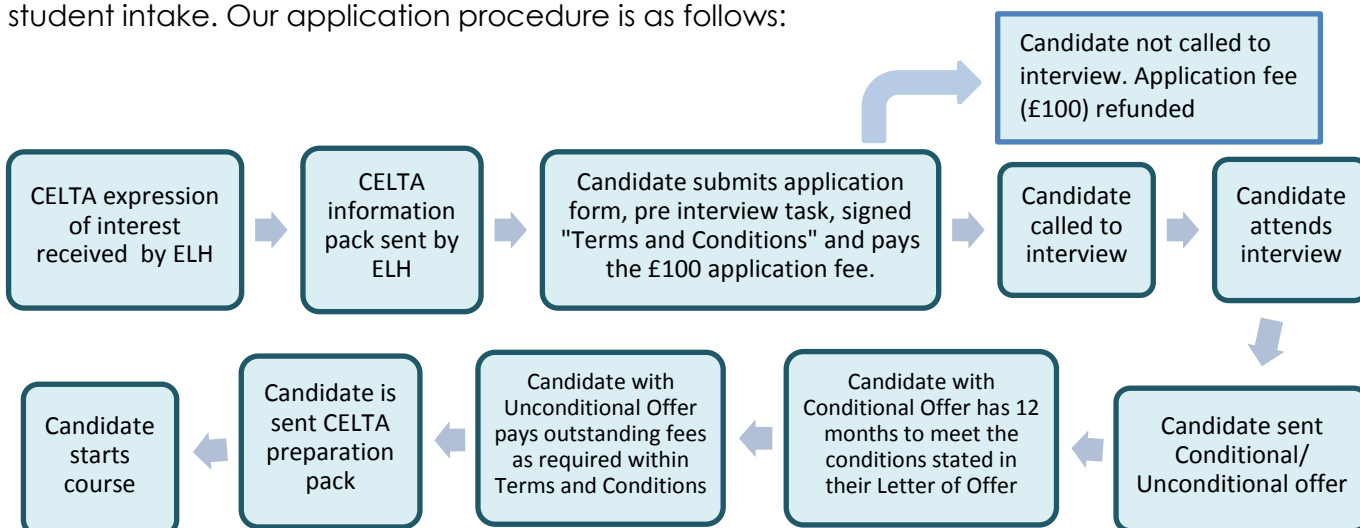 student intake. Our application procedure is as follows:
Candidate not called to
interview. Application fee
(£100) refunded
CELTA expression
of interest
received by ELH
CELTA
information
pack sent by
ELH
Candidate submits application
form, pre interview task, signed
"Terms and Conditions" and pays
the £100 application fee.
Candidate
called to
interview
Candidate
attends
interview
Candidate sent
Conditional/
Unconditional offer
Candidate with
Conditional Offer has 12
months to meet the
conditions stated in
their Letter of Offer
Candidate with
Unconditional Offer
pays outstanding fees
as required within
Terms and Conditions
Candidate is
sent CELTA
preparation
pack
Candidate
starts
course